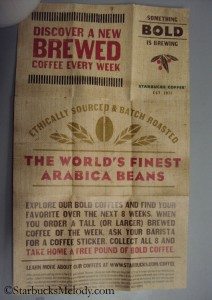 DISCOVER A NEW
BREWED
COFFEE EVERY WEEK
SOMETHING
BOLD
IS BREWING
STARBUCKS COFFEE
EST. 1971
ETHICALLY SOURCED & BATCH ROASTED
THE WORLD'S FINEST
ARABICA BEANS
EXPLORE OUR BOLD COFFEES AND FIND YOUR
FAVORITE OVER THE NEXT 8 WEEKS. WHEN
YOU ORDER A TALL (OR LARGER) BREWED
COFFEE OF THE WEEK, ASK YOUR BARISTA
FOR A COFFEE STICKER. COLLECT ALL 8 AND
TAKE HOME A FREE POUND OF BOLD COFFEE.
LEARN MORE ABOUT OUR COFFEES AT WWW.STARBUCKS.COM/COFFEE
©StarbucksMelody.com